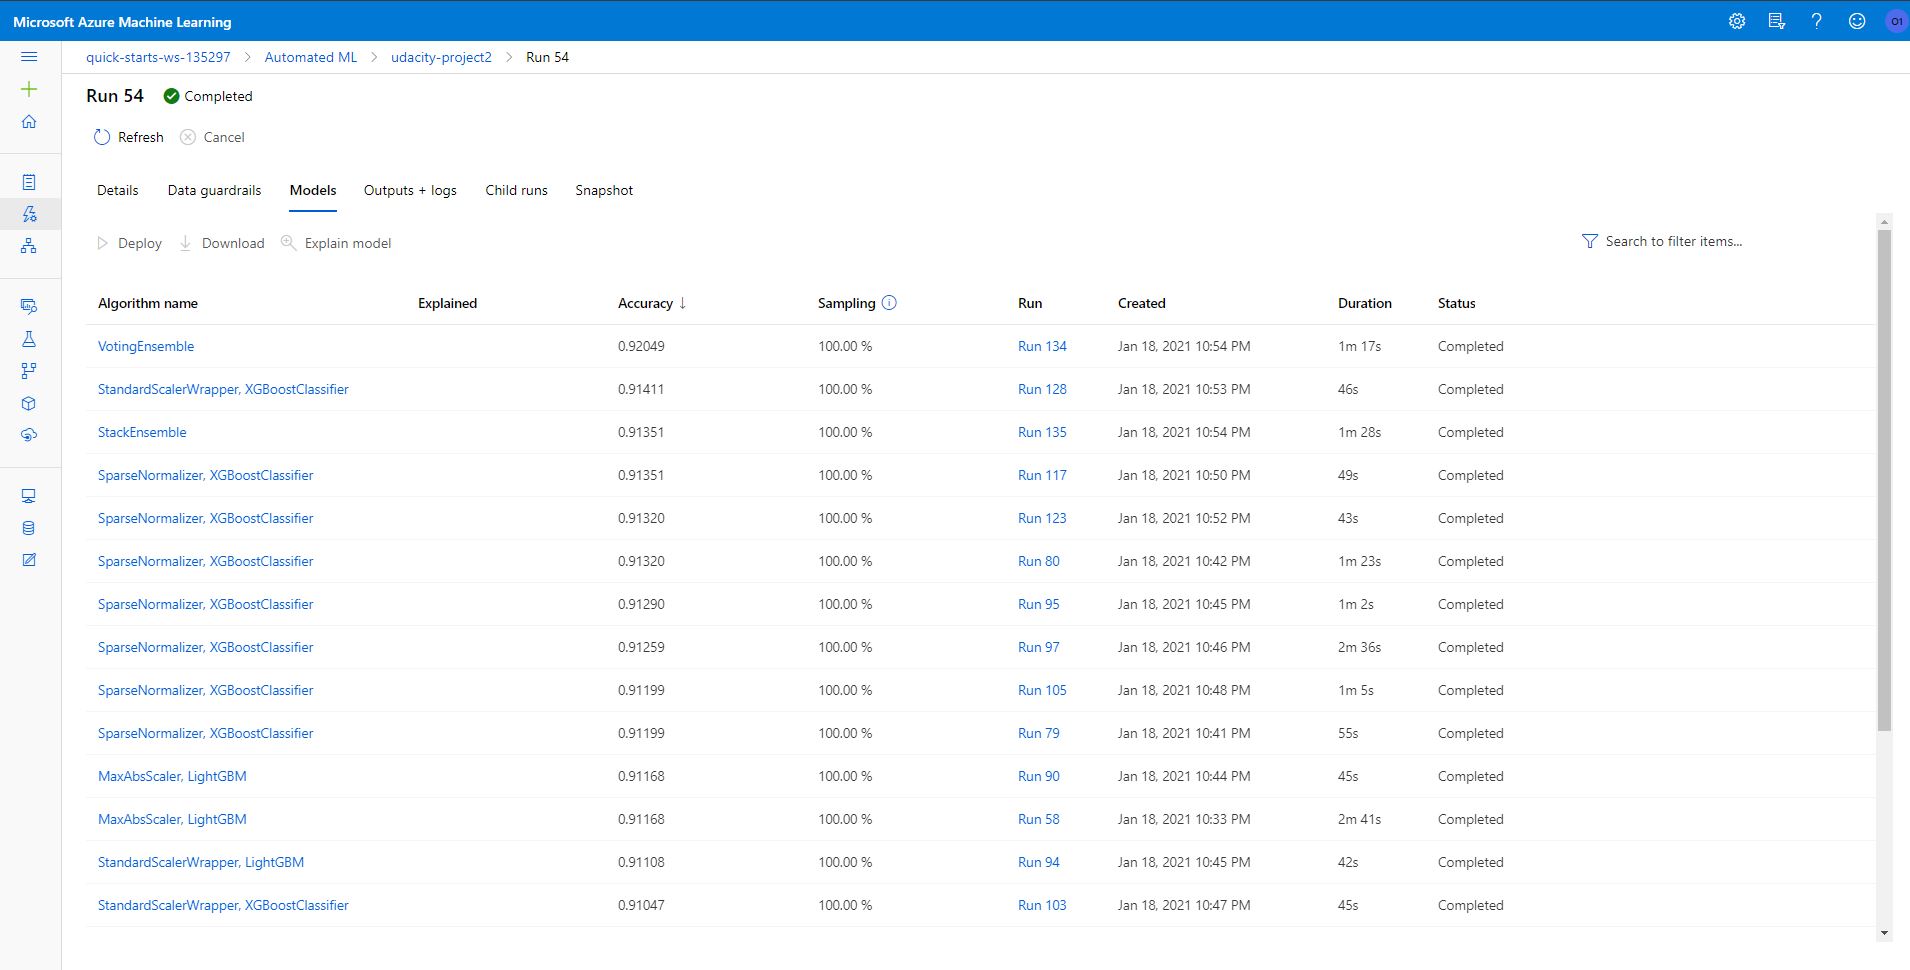 Microsoft Azure Machine Learning
O1
quick-starts-ws-135297 > Automated ML > udacity-project2 > Run 54
Run 54 Completed
Refresh Cancel
Details Data guardrails Models Outputs + logs Child runs Snapshot
Deploy Download Explain model Search to filter items...
Algorithm name Explained Accuracy ↓ Sampling Run Created Duration Status
VotingEnsemble 0.92049 100.00 % Run 134 Jan 18, 2021 10:54 PM 1m 17s Completed
StandardScalerWrapper, XGBoostClassifier 0.91411 100.00 % Run 128 Jan 18, 2021 10:53 PM 46s Completed
StackEnsemble 0.91351 100.00 % Run 135 Jan 18, 2021 10:54 PM 1m 28s Completed
SparseNormalizer, XGBoostClassifier 0.91351 100.00 % Run 117 Jan 18, 2021 10:50 PM 49s Completed
SparseNormalizer, XGBoostClassifier 0.91320 100.00 % Run 123 Jan 18, 2021 10:52 PM 43s Completed
SparseNormalizer, XGBoostClassifier 0.91320 100.00 % Run 80 Jan 18, 2021 10:42 PM 1m 23s Completed
SparseNormalizer, XGBoostClassifier 0.91290 100.00 % Run 95 Jan 18, 2021 10:45 PM 1m 2s Completed
SparseNormalizer, XGBoostClassifier 0.91259 100.00 % Run 97 Jan 18, 2021 10:46 PM 2m 36s Completed
SparseNormalizer, XGBoostClassifier 0.91199 100.00 % Run 105 Jan 18, 2021 10:48 PM 1m 5s Completed
SparseNormalizer, XGBoostClassifier 0.91199 100.00 % Run 79 Jan 18, 2021 10:41 PM 55s Completed
MaxAbsScaler, LightGBM 0.91168 100.00 % Run 90 Jan 18, 2021 10:44 PM 45s Completed
MaxAbsScaler, LightGBM 0.91168 100.00 % Run 58 Jan 18, 2021 10:33 PM 2m 41s Completed
StandardScalerWrapper, LightGBM 0.91108 100.00 % Run 94 Jan 18, 2021 10:45 PM 42s Completed
StandardScalerWrapper, XGBoostClassifier 0.91047 100.00 % Run 103 Jan 18, 2021 10:47 PM 45s Completed